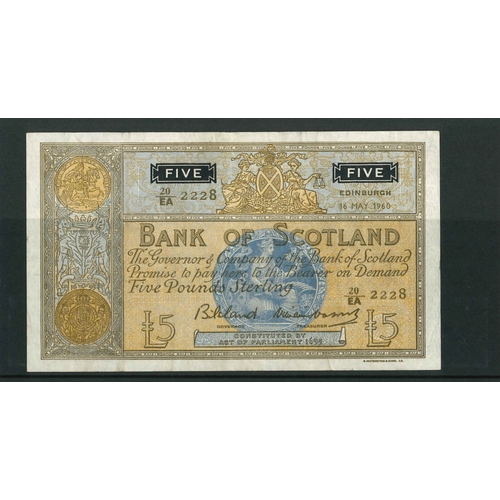 FIVE
FIVE
20
EA 2228
EDINBURGH
16 MAY 1960
BANK OF SCOTLAND
The Governor & Company of the Bank of Scotland
Promise to pay here to the Bearer on Demand
Five Pounds Sterling
20
EA 2228
£5
£5
GOVERNOR
TREASURER
CONSTITUTED BY
ACT OF PARLIAMENT 1695